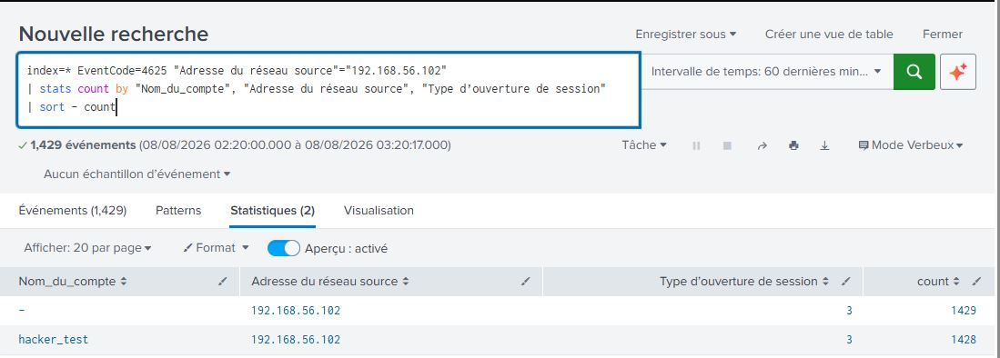 Nouvelle recherche
Enregistrer sous Créer une vue de table Fermer
index=* EventCode=4625 "Adresse du réseau source"="192.168.56.102"
| stats count by "Nom_du_compte", "Adresse du réseau source", "Type d’ouverture de session"
| sort - count
Intervalle de temps: 60 dernières min...
1,429 événements (08/08/2026 02:20:00.000 à 08/08/2026 03:20:17.000)
Tâche Mode Verbeux
Aucun échantillon d’événement
Événements (1,429) Patterns Statistiques (2) Visualisation
Afficher: 20 par page Format Aperçu : activé
Nom_du_compte Adresse du réseau source Type d’ouverture de session count
- 192.168.56.102 3 1429
hacker_test 192.168.56.102 3 1428